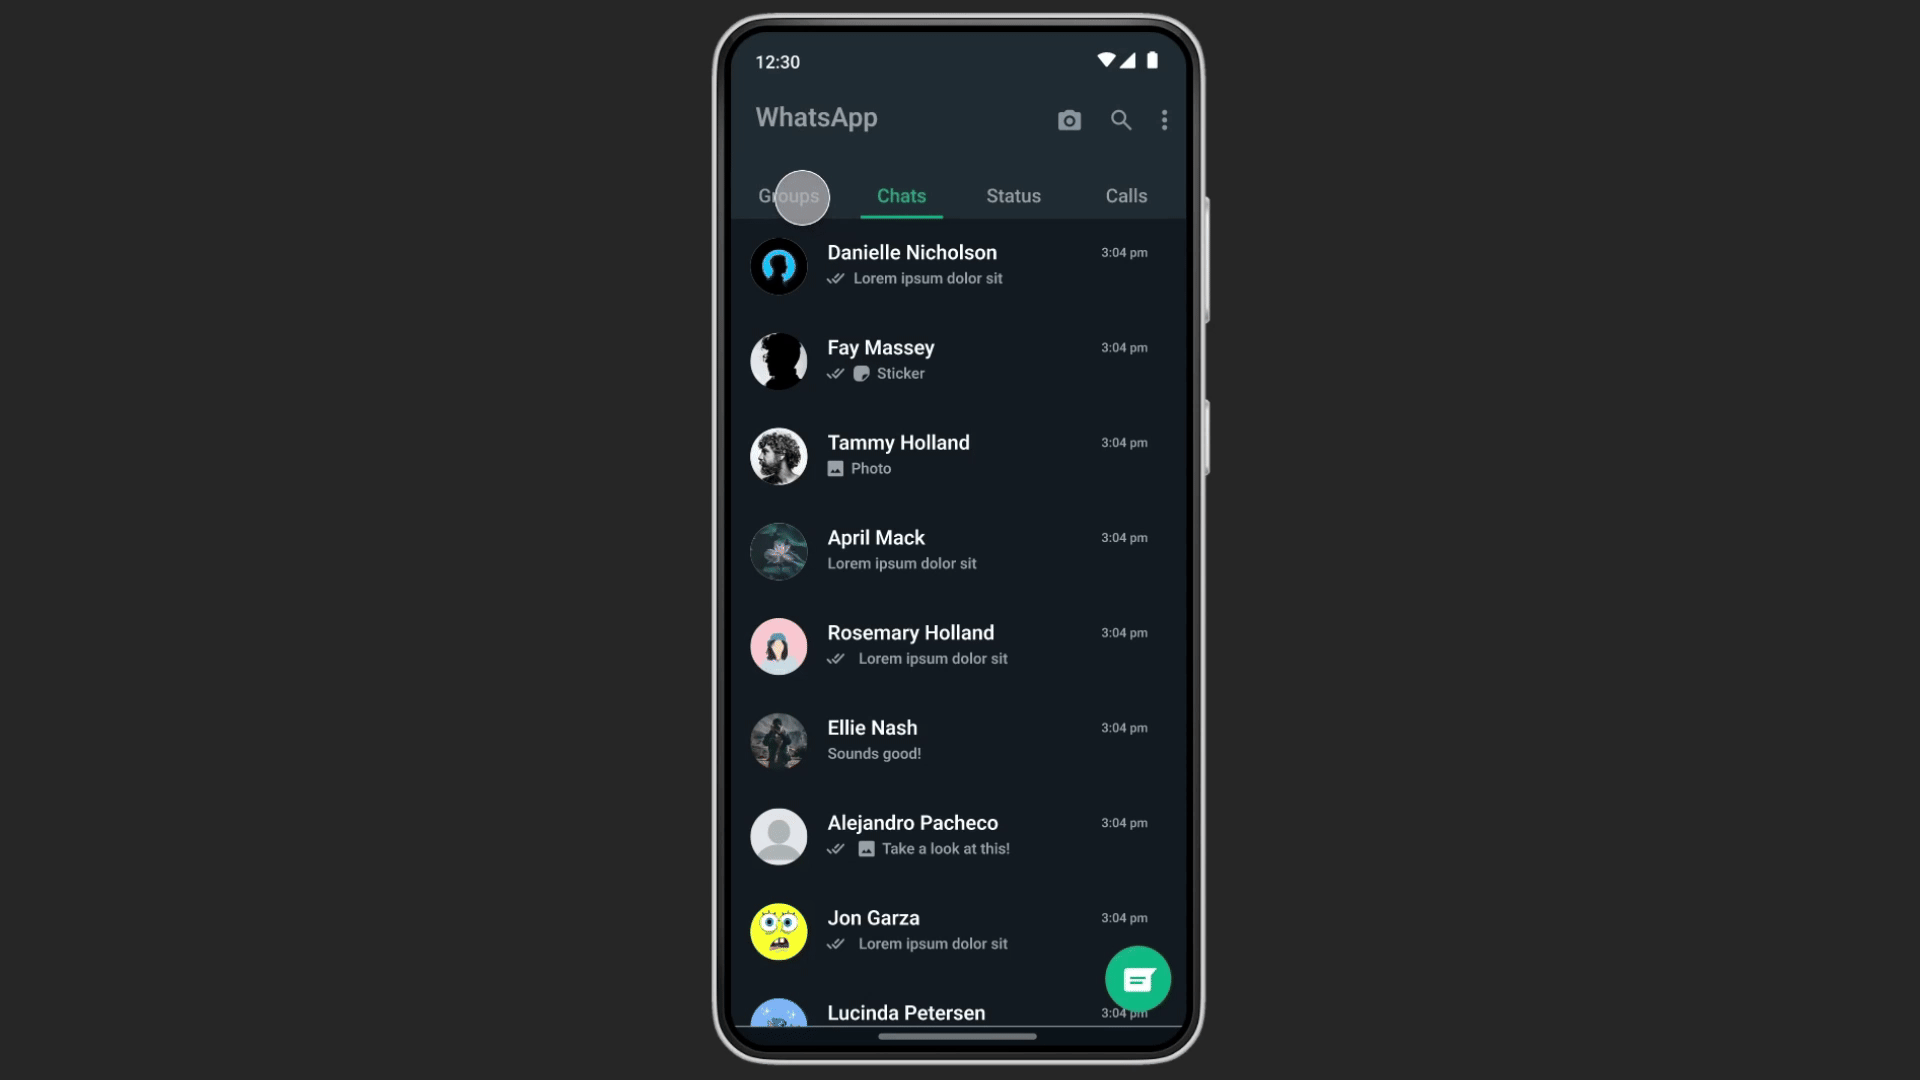 12:30
WhatsApp
Groups Chats Status Calls
Danielle Nicholson 3:04 pm
Lorem ipsum dolor sit
Fay Massey 3:04 pm
Sticker
Tammy Holland 3:04 pm
Photo
April Mack 3:04 pm
Lorem ipsum dolor sit
Rosemary Holland 3:04 pm
Lorem ipsum dolor sit
Ellie Nash 3:04 pm
Sounds good!
Alejandro Pacheco 3:04 pm
Take a look at this!
Jon Garza 3:04 pm
Lorem ipsum dolor sit
Lucinda Petersen 3:04 pm